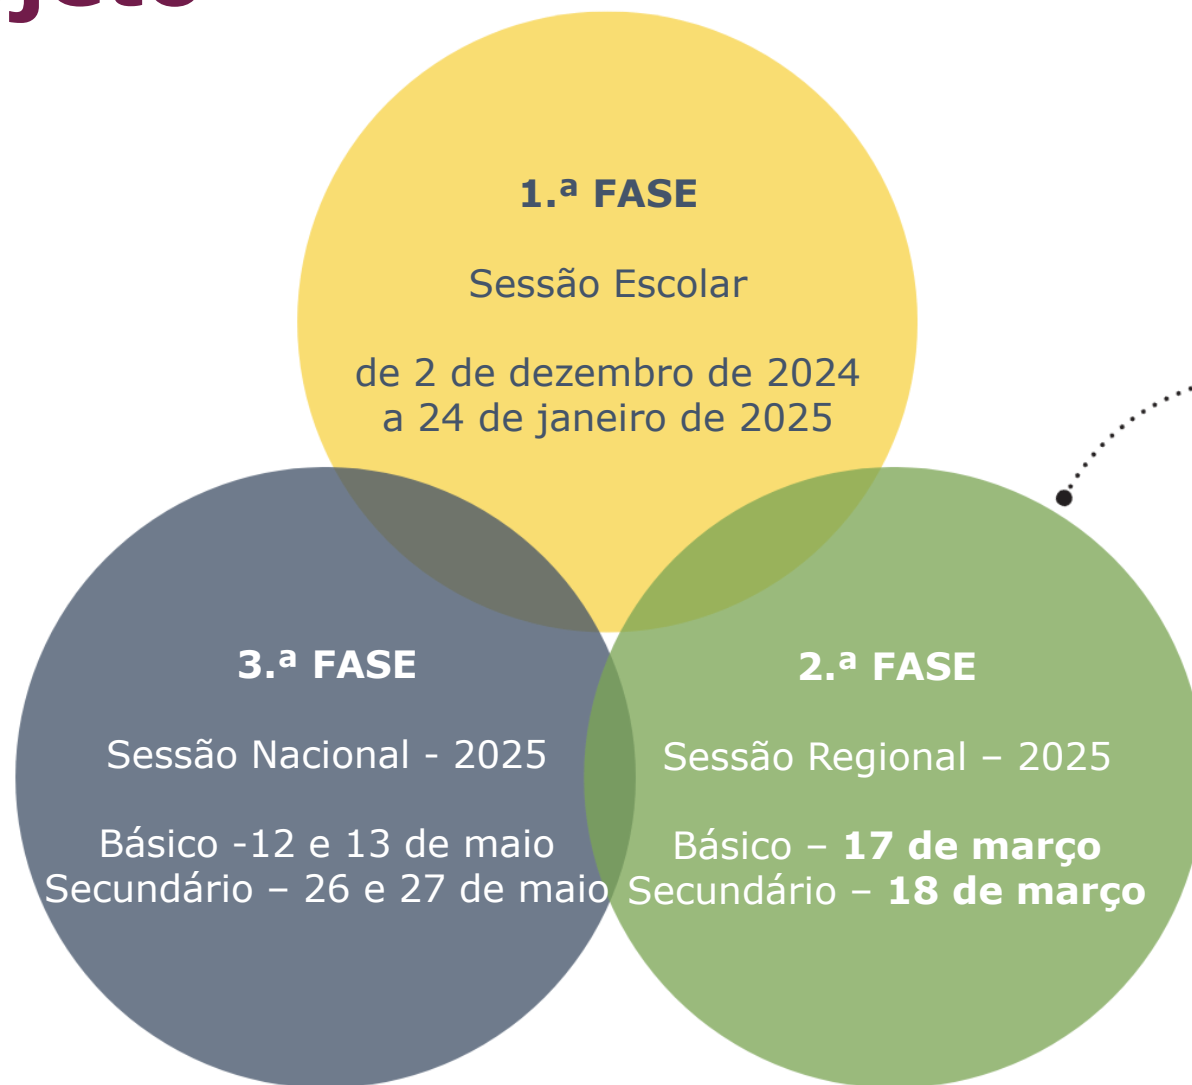 jeto
1.ª FASE
Sessão Escolar
de 2 de dezembro de 2024
a 24 de janeiro de 2025
3.ª FASE
Sessão Nacional - 2025
Básico -12 e 13 de maio
Secundário – 26 e 27 de maio
2.ª FASE
Sessão Regional – 2025
Básico – 17 de março
Secundário – 18 de março